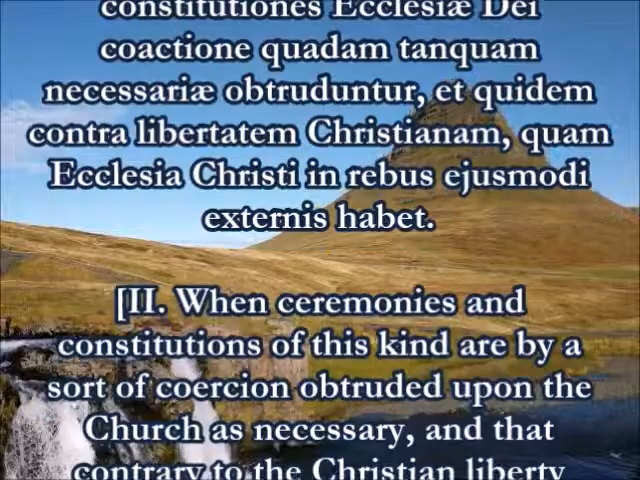 constitutiones Ecclesiæ Dei
coactione quadam tanquam
necessariæ obtruduntur, et quidem
contra libertatem Christianam, quam
Ecclesia Christi in rebus ejusmodi
externis habet.
[II. When ceremonies and
constitutions of this kind are by a
sort of coercion obtruded upon the
Church as necessary, and that
contrary to the Christian liberty